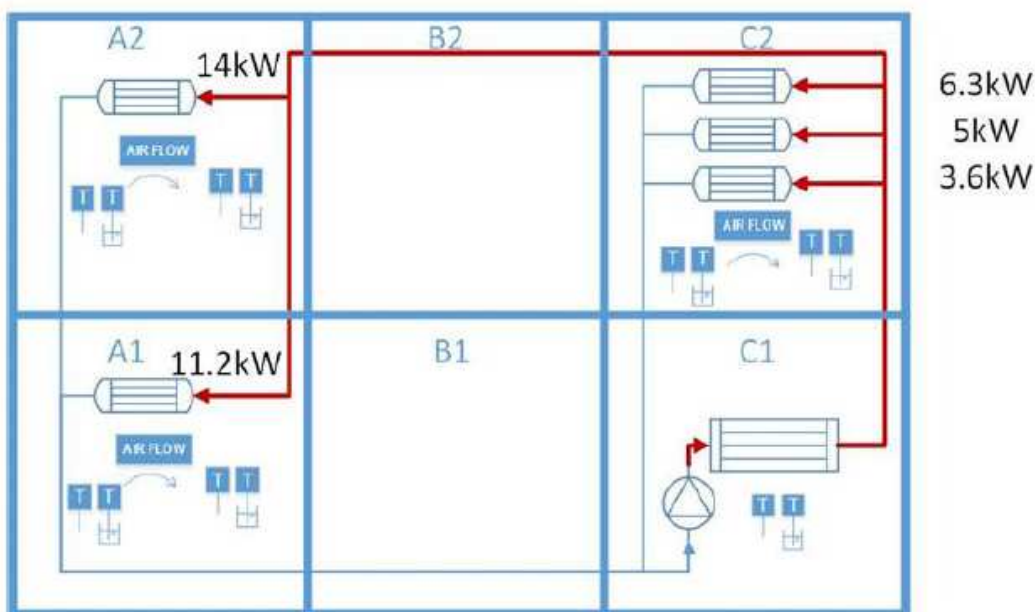 A2
B2
C2
14kW
6.3kW
5kW
3.6kW
AIR FLOW
T T
T T
AIR FLOW
T T
T T
A1
B1
C1
11.2kW
AIR FLOW
T T
T T
T T